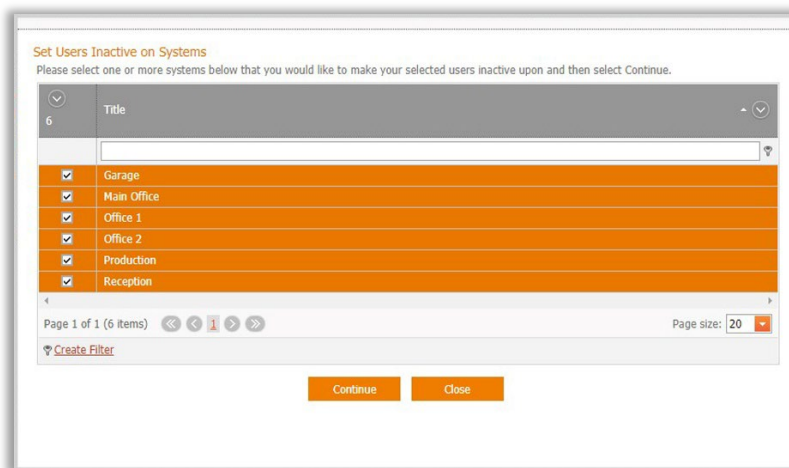 Set Users Inactive on Systems
Please select one or more systems below that you would like to make your selected users inactive upon and then select Continue.
6
Title
Garage
Main Office
Office 1
Office 2
Production
Reception
Page 1 of 1 (6 items) 1 Page size: 20
Create Filter
Continue Close